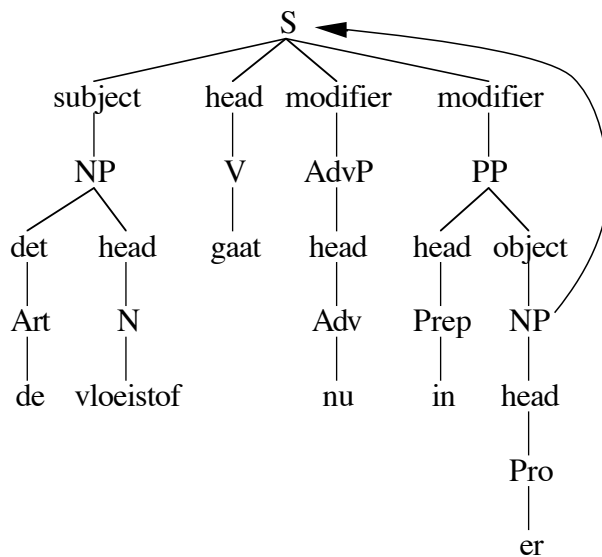 S
subject head modifier modifier
NP V AdvP PP
det head gaat head head object
Art N Adv Prep NP
de vloeistof nu in head
Pro
er